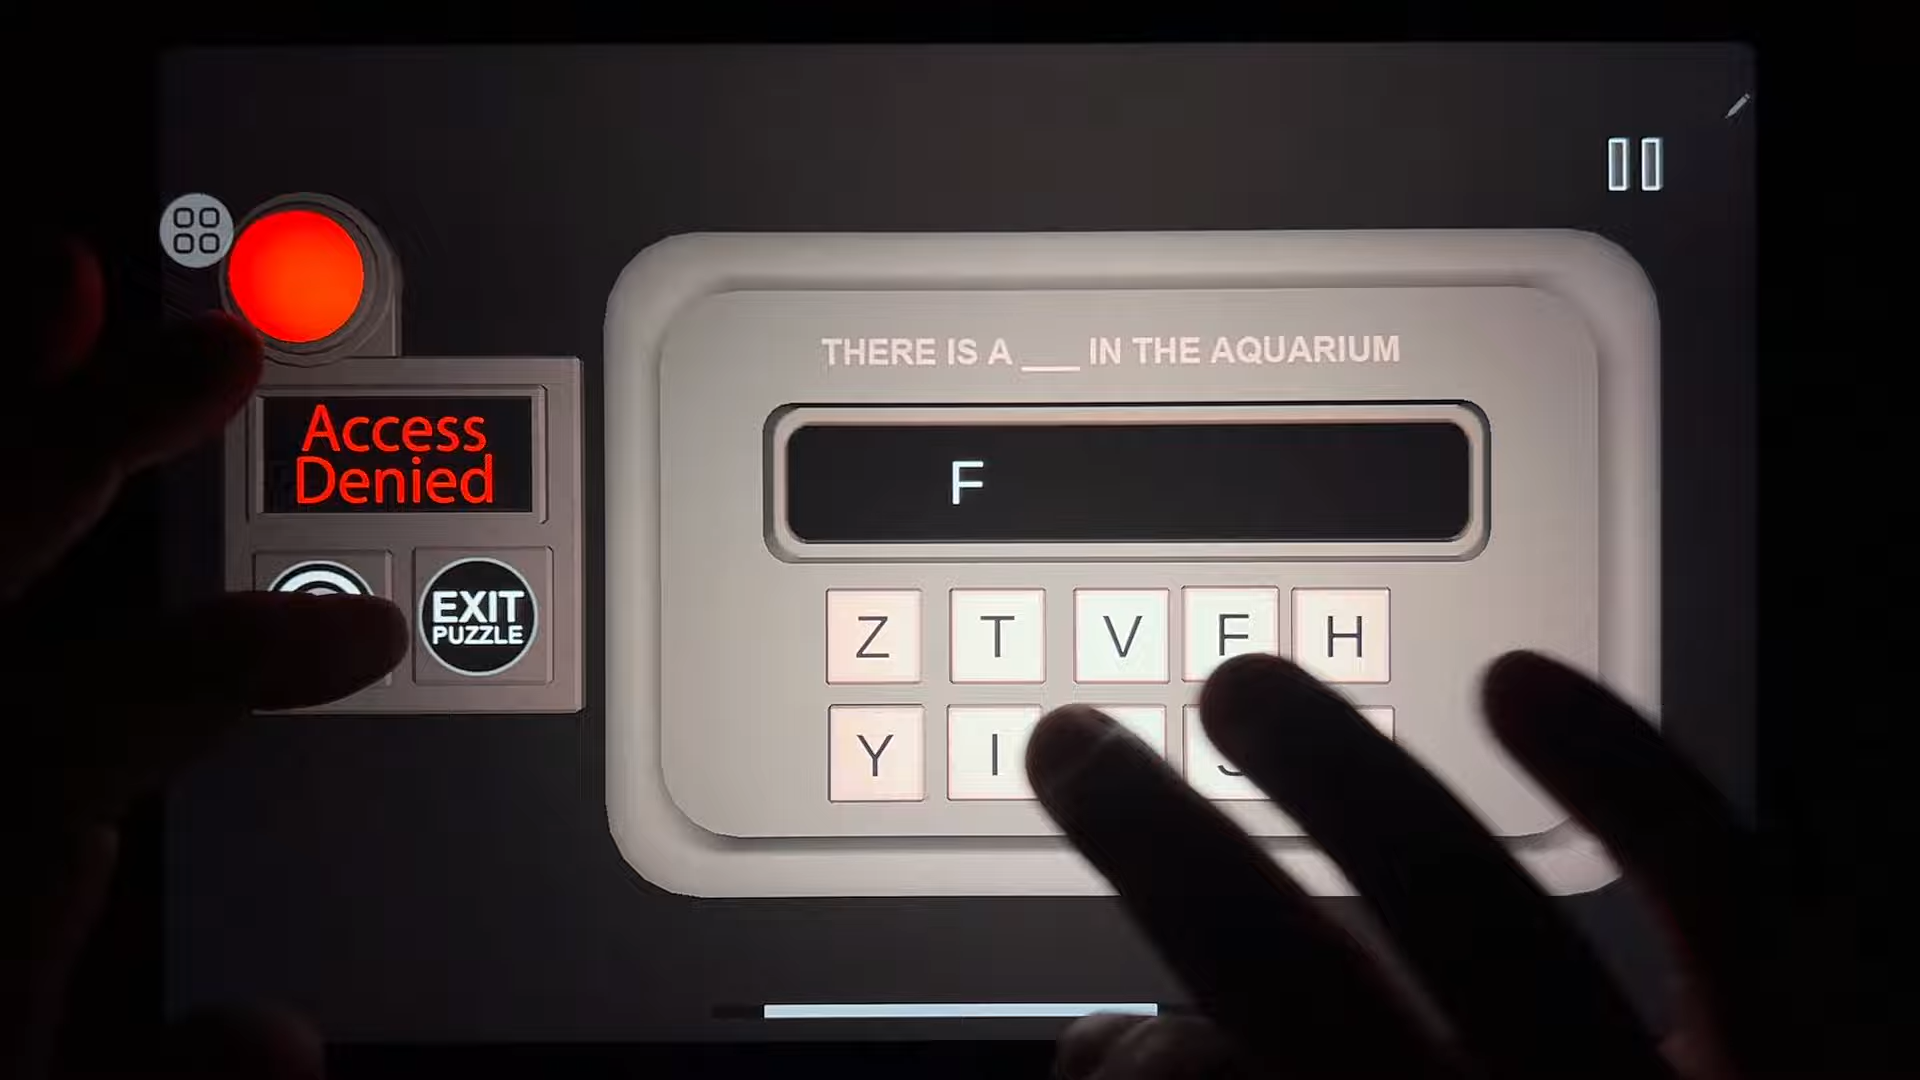 THERE IS A ___ IN THE AQUARIUM
Access
Denied
F
EXIT
PUZZLE
Z T V F H
Y I